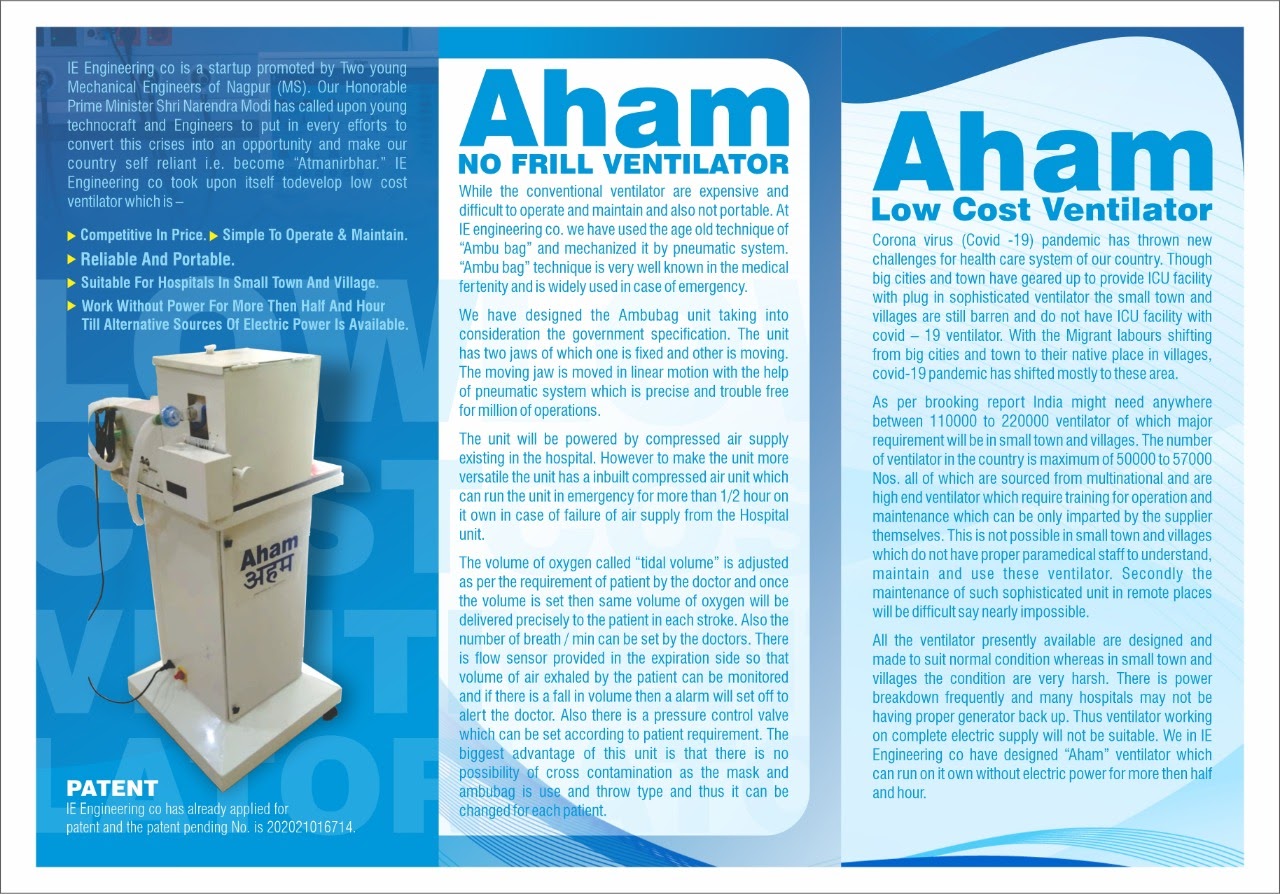 IE Engineering co is a startup promoted by Two young
Mechanical Engineers of Nagpur (MS). Our Honorable
Prime Minister Shri Narendra Modi has called upon young
technocraft and Engineers to put in every efforts to
convert this crises into an opportunity and make our
country self reliant i.e. become “Atmanirbhar.” IE
Engineering co took upon itself todevelop low cost
ventilator which is –
Competitive In Price. Simple To Operate & Maintain.
Reliable And Portable.
Suitable For Hospitals In Small Town And Village.
Work Without Power For More Then Half And Hour
Till Alternative Sources Of Electric Power Is Available.
Aham
अहम
PATENT
IE Engineering co has already applied for
patent and the patent pending No. is 202021016714.
Aham
NO FRILL VENTILATOR
While the conventional ventilator are expensive and
difficult to operate and maintain and also not portable. At
IE engineering co. we have used the age old technique of
“Ambu bag” and mechanized it by pneumatic system.
“Ambu bag” technique is very well known in the medical
fertenity and is widely used in case of emergency.
We have designed the Ambubag unit taking into
consideration the government specification. The unit
has two jaws of which one is fixed and other is moving.
The moving jaw is moved in linear motion with the help
of pneumatic system which is precise and trouble free
for million of operations.
The unit will be powered by compressed air supply
existing in the hospital. However to make the unit more
versatile the unit has a inbuilt compressed air unit which
can run the unit in emergency for more than 1/2 hour on
it own in case of failure of air supply from the Hospital
unit.
The volume of oxygen called “tidal volume” is adjusted
as per the requirement of patient by the doctor and once
the volume is set then same volume of oxygen will be
delivered precisely to the patient in each stroke. Also the
number of breath / min can be set by the doctors. There
is flow sensor provided in the expiration side so that
volume of air exhaled by the patient can be monitored
and if there is a fall in volume then a alarm will set off to
alert the doctor. Also there is a pressure control valve
which can be set according to patient requirement. The
biggest advantage of this unit is that there is no
possibility of cross contamination as the mask and
ambubag is use and throw type and thus it can be
changed for each patient.
Aham
Low Cost Ventilator
Corona virus (Covid -19) pandemic has thrown new
challenges for health care system of our country. Though
big cities and town have geared up to provide ICU facility
with plug in sophisticated ventilator the small town and
villages are still barren and do not have ICU facility with
covid – 19 ventilator. With the Migrant labours shifting
from big cities and town to their native place in villages,
covid-19 pandemic has shifted mostly to these area.
As per brooking report India might need anywhere
between 110000 to 220000 ventilator of which major
requirement will be in small town and villages. The number
of ventilator in the country is maximum of 50000 to 57000
Nos. all of which are sourced from multinational and are
high end ventilator which require training for operation and
maintenance which can be only imparted by the supplier
themselves. This is not possible in small town and villages
which do not have proper paramedical staff to understand,
maintain and use these ventilator. Secondly the
maintenance of such sophisticated unit in remote places
will be difficult say nearly impossible.
All the ventilator presently available are designed and
made to suit normal condition whereas in small town and
villages the condition are very harsh. There is power
breakdown frequently and many hospitals may not be
having proper generator back up. Thus ventilator working
on complete electric supply will not be suitable. We in IE
Engineering co have designed “Aham” ventilator which
can run on it own without electric power for more then half
and hour.